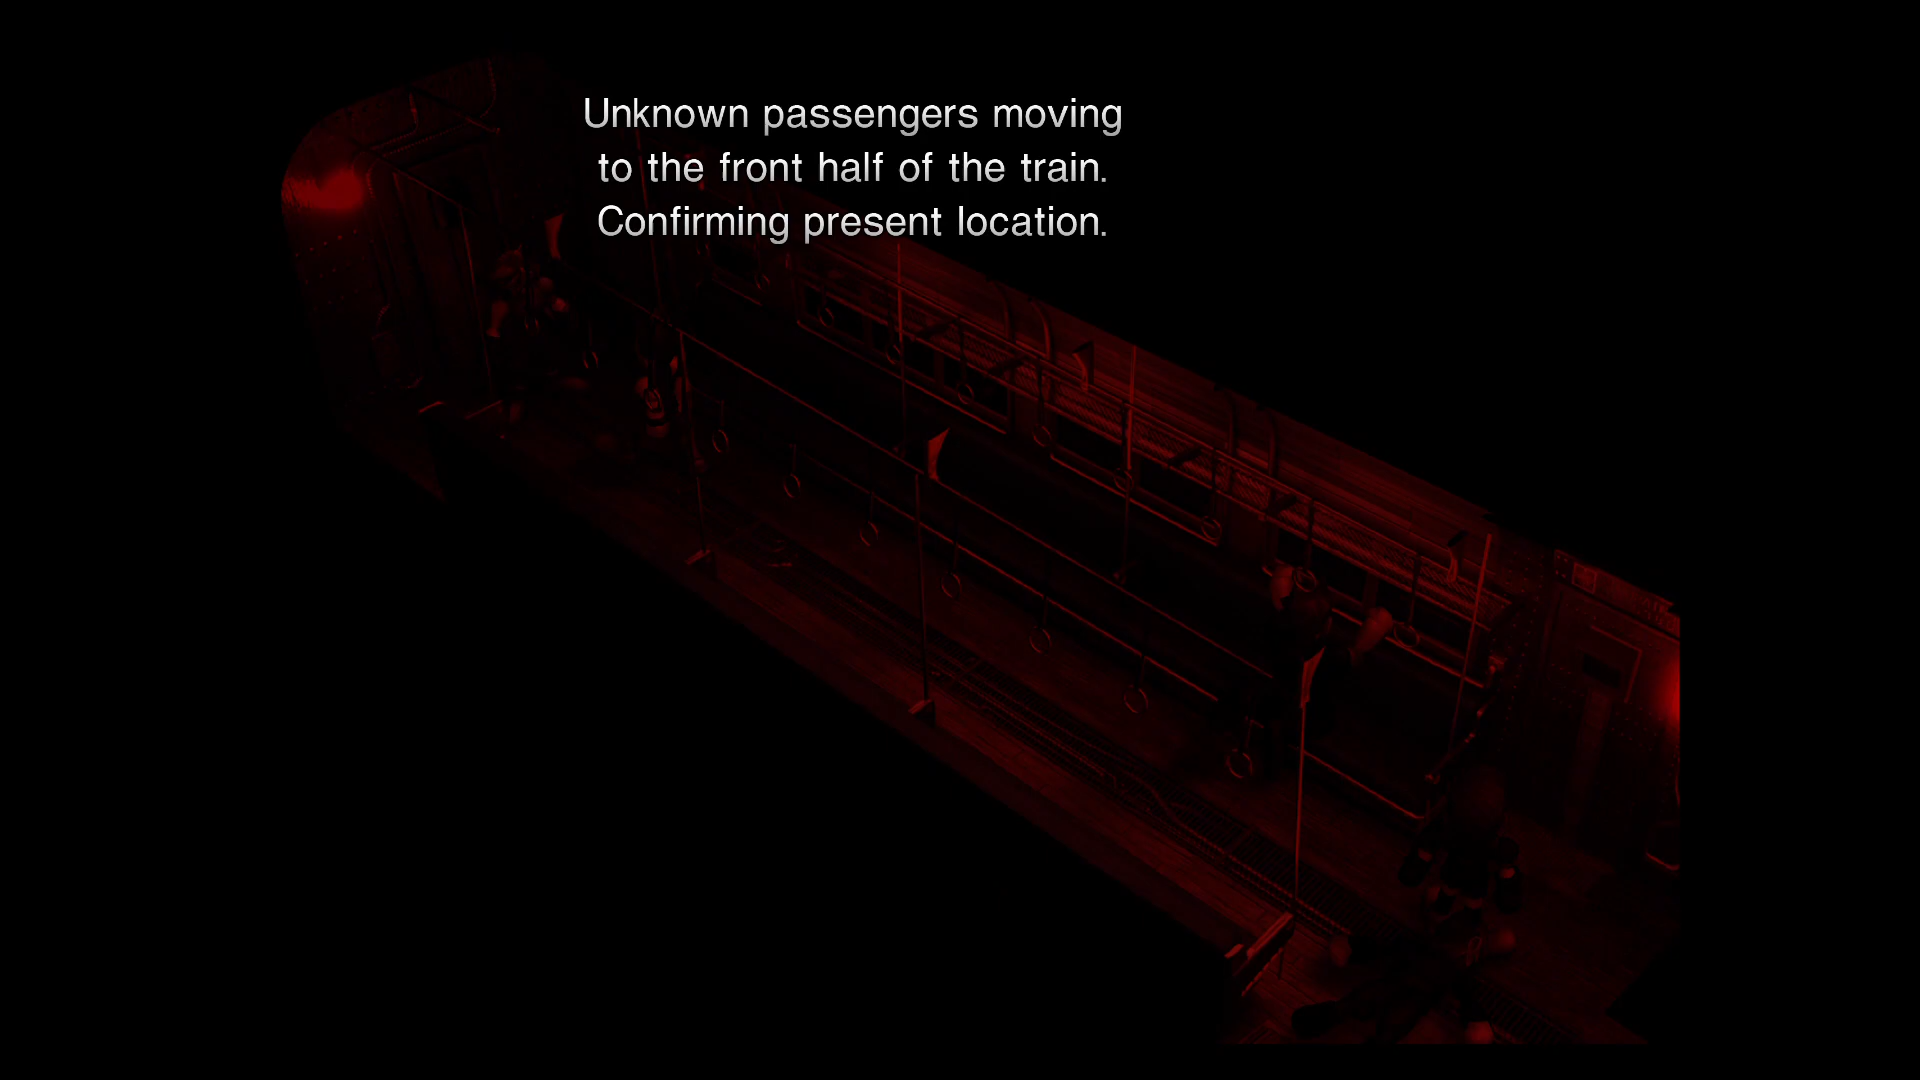 Unknown passengers moving
to the front half of the train.
Confirming present location.